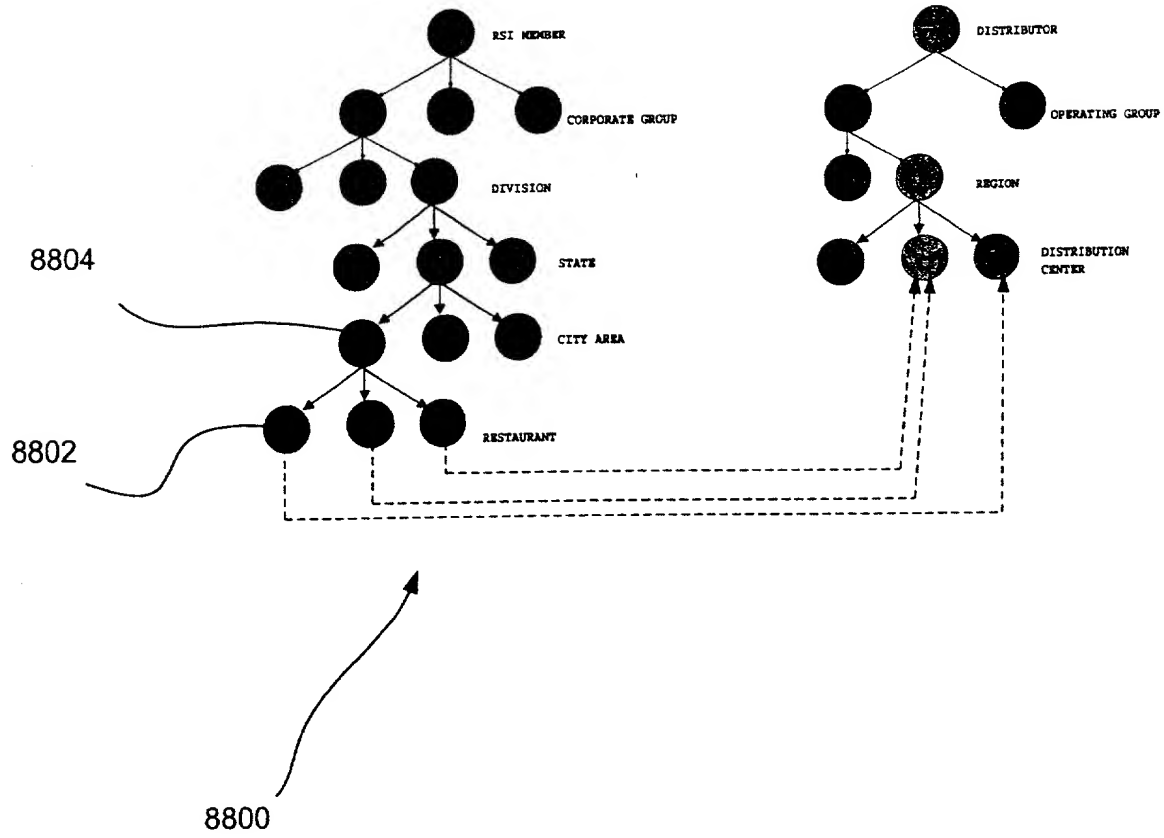 RSI MEMBER
DISTRIBUTOR
CORPORATE GROUP
OPERATING GROUP
DIVISION
REGION
8804
STATE
DISTRIBUTION
CENTER
CITY AREA
8802
RESTAURANT
8800